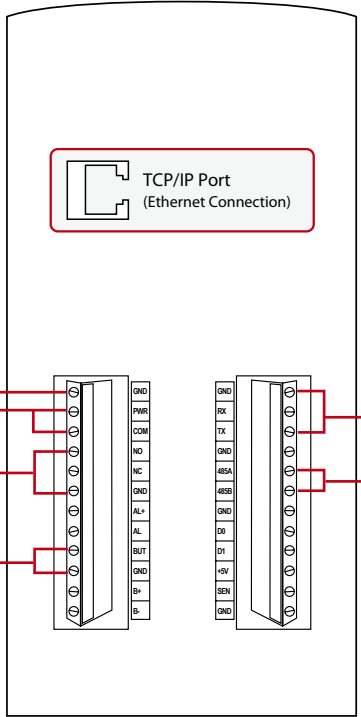 TCP/IP Port
(Ethernet Connection)
GND
PWR
COM
NO
NC
GND
AL+
AL
BUT
GND
B+
B-
GND
RX
TX
GND
485A
485B
GND
D0
D1
+5V
SEN
GND